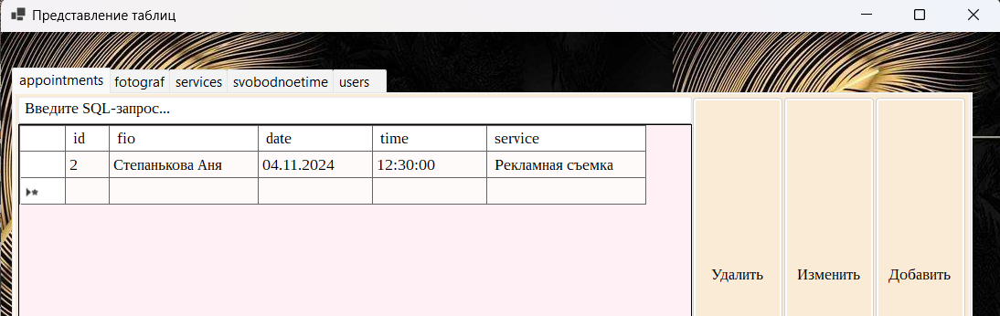 Представление таблиц
appointments fotograf services svobodnoetime users
Введите SQL-запрос...
id fio date time service
2 Степанькова Аня 04.11.2024 12:30:00 Рекламная съемка
Удалить Изменить Добавить